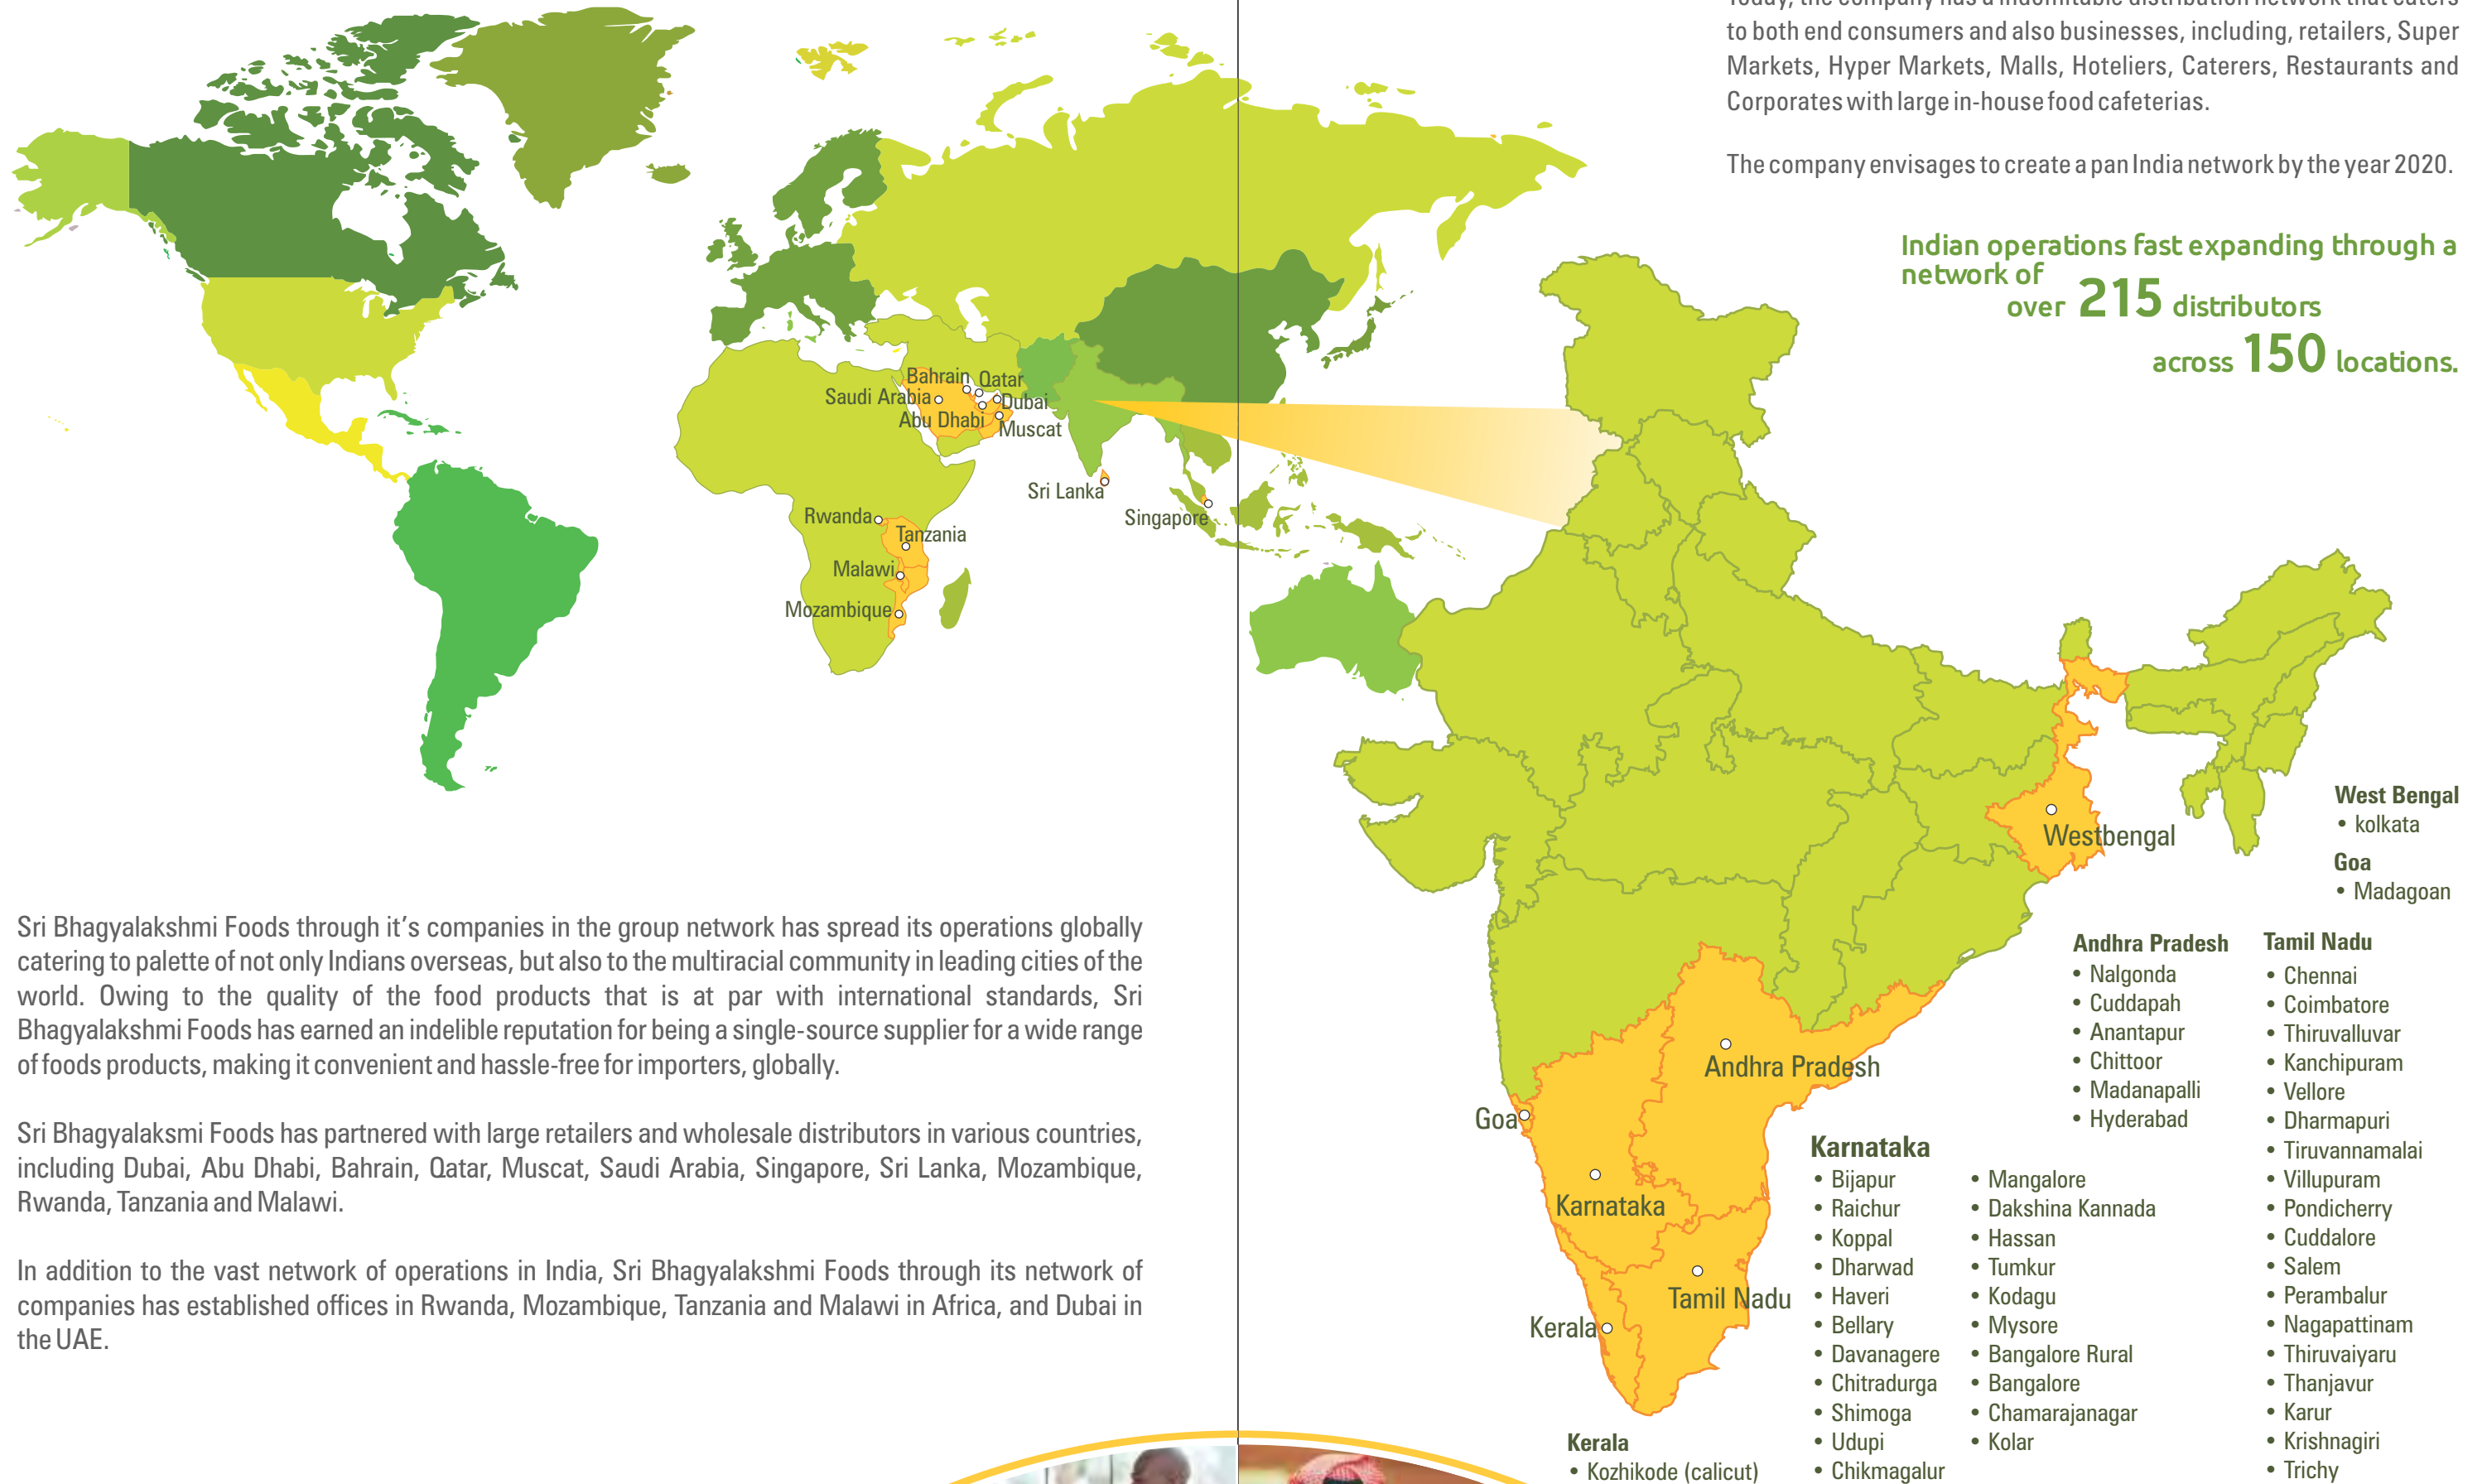 Bahrain
Qatar
Saudi Arabia
Dubai
Abu Dhabi
Muscat
Sri Lanka
Singapore
Rwanda
Tanzania
Malawi
Mozambique
Sri Bhagyalakshmi Foods through it's companies in the group network has spread its operations globally
catering to palette of not only Indians overseas, but also to the multiracial community in leading cities of the
world. Owing to the quality of the food products that is at par with international standards, Sri
Bhagyalakshmi Foods has earned an indelible reputation for being a single-source supplier for a wide range
of foods products, making it convenient and hassle-free for importers, globally.
Sri Bhagyalaksmi Foods has partnered with large retailers and wholesale distributors in various countries,
including Dubai, Abu Dhabi, Bahrain, Qatar, Muscat, Saudi Arabia, Singapore, Sri Lanka, Mozambique,
Rwanda, Tanzania and Malawi.
In addition to the vast network of operations in India, Sri Bhagyalakshmi Foods through its network of
companies has established offices in Rwanda, Mozambique, Tanzania and Malawi in Africa, and Dubai in
the UAE.
Today, the company has a indomitable distribution network that caters
to both end consumers and also businesses, including, retailers, Super
Markets, Hyper Markets, Malls, Hoteliers, Caterers, Restaurants and
Corporates with large in-house food cafeterias.
The company envisages to create a pan India network by the year 2020.
Indian operations fast expanding through a
network of
over 215 distributors
across 150 locations.
Westbengal
Andhra Pradesh
Goa
Karnataka
Tamil Nadu
Kerala
West Bengal
• kolkata
Goa
• Madagoan
Andhra Pradesh
• Nalgonda
• Cuddapah
• Anantapur
• Chittoor
• Madanapalli
• Hyderabad
Tamil Nadu
• Chennai
• Coimbatore
• Thiruvalluvar
• Kanchipuram
• Vellore
• Dharmapuri
• Tiruvannamalai
• Villupuram
• Pondicherry
• Cuddalore
• Salem
• Perambalur
• Nagapattinam
• Thiruvaiyaru
• Thanjavur
• Karur
• Krishnagiri
• Trichy
Karnataka
• Bijapur
• Raichur
• Koppal
• Dharwad
• Haveri
• Bellary
• Davanagere
• Chitradurga
• Shimoga
• Udupi
• Chikmagalur
• Mangalore
• Dakshina Kannada
• Hassan
• Tumkur
• Kodagu
• Mysore
• Bangalore Rural
• Bangalore
• Chamarajanagar
• Kolar
Kerala
• Kozhikode (calicut)